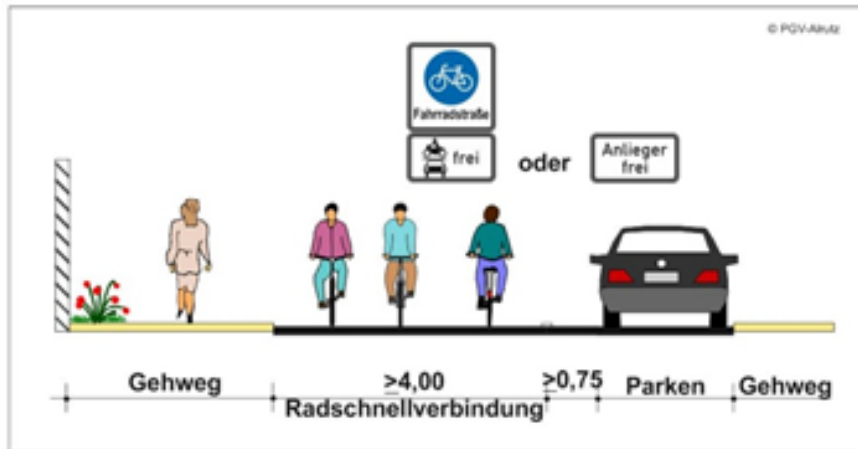 © PGV-Alrutz
Fahrradstraße
frei
oder
Anlieger
frei
Gehweg
≥4,00
≥0,75
Parken
Gehweg
Radschnellverbindung